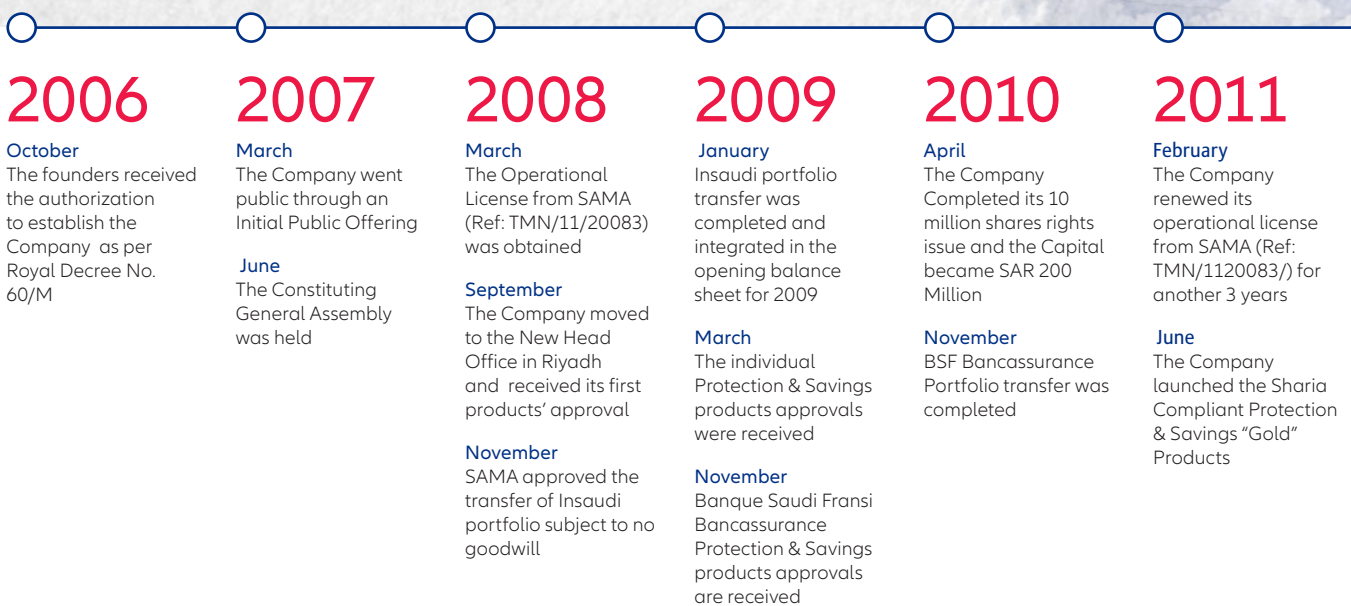 2006
October
The founders received
the authorization
to establish the
Company as per
Royal Decree No.
60/M
2007
March
The Company went
public through an
Initial Public Offering
June
The Constituting
General Assembly
was held
2008
March
The Operational
License from SAMA
(Ref: TMN/11/20083)
was obtained
September
The Company moved
to the New Head
Office in Riyadh
and received its first
products’ approval
November
SAMA approved the
transfer of Insaudi
portfolio subject to no
goodwill
2009
January
Insaudi portfolio
transfer was
completed and
integrated in the
opening balance
sheet for 2009
March
The individual
Protection & Savings
products approvals
were received
November
Banque Saudi Fransi
Bancassurance
Protection & Savings
products approvals
are received
2010
April
The Company
Completed its 10
million shares rights
issue and the Capital
became SAR 200
Million
November
BSF Bancassurance
Portfolio transfer was
completed
2011
February
The Company
renewed its
operational license
from SAMA (Ref:
TMN/1120083/) for
another 3 years
June
The Company
launched the Sharia
Compliant Protection
& Savings “Gold”
Products